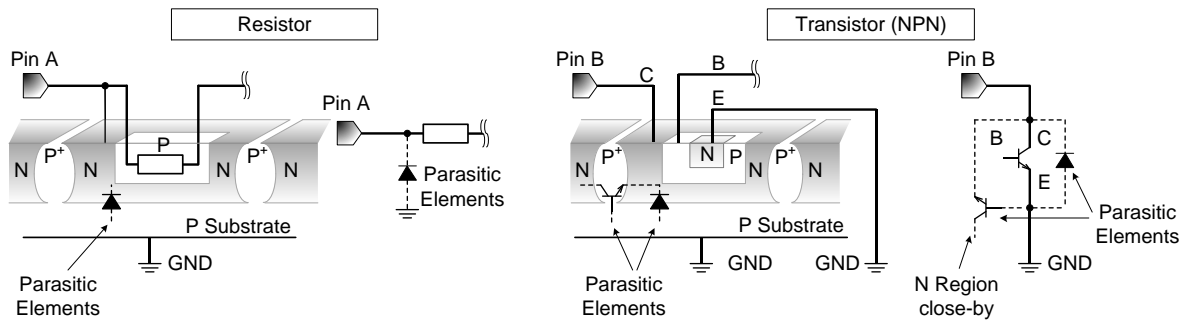 Resistor
Transistor (NPN)
Pin A
Pin B
C
B
E
Pin B
Pin A
N
P+
N
P
N
P+
N
N
P+
N
N
P
P+
N
B
C
E
Parasitic
Elements
P Substrate
GND
Parasitic
Elements
P Substrate
GND
GND
Parasitic
Elements
N Region
close-by
GND
Parasitic
Elements